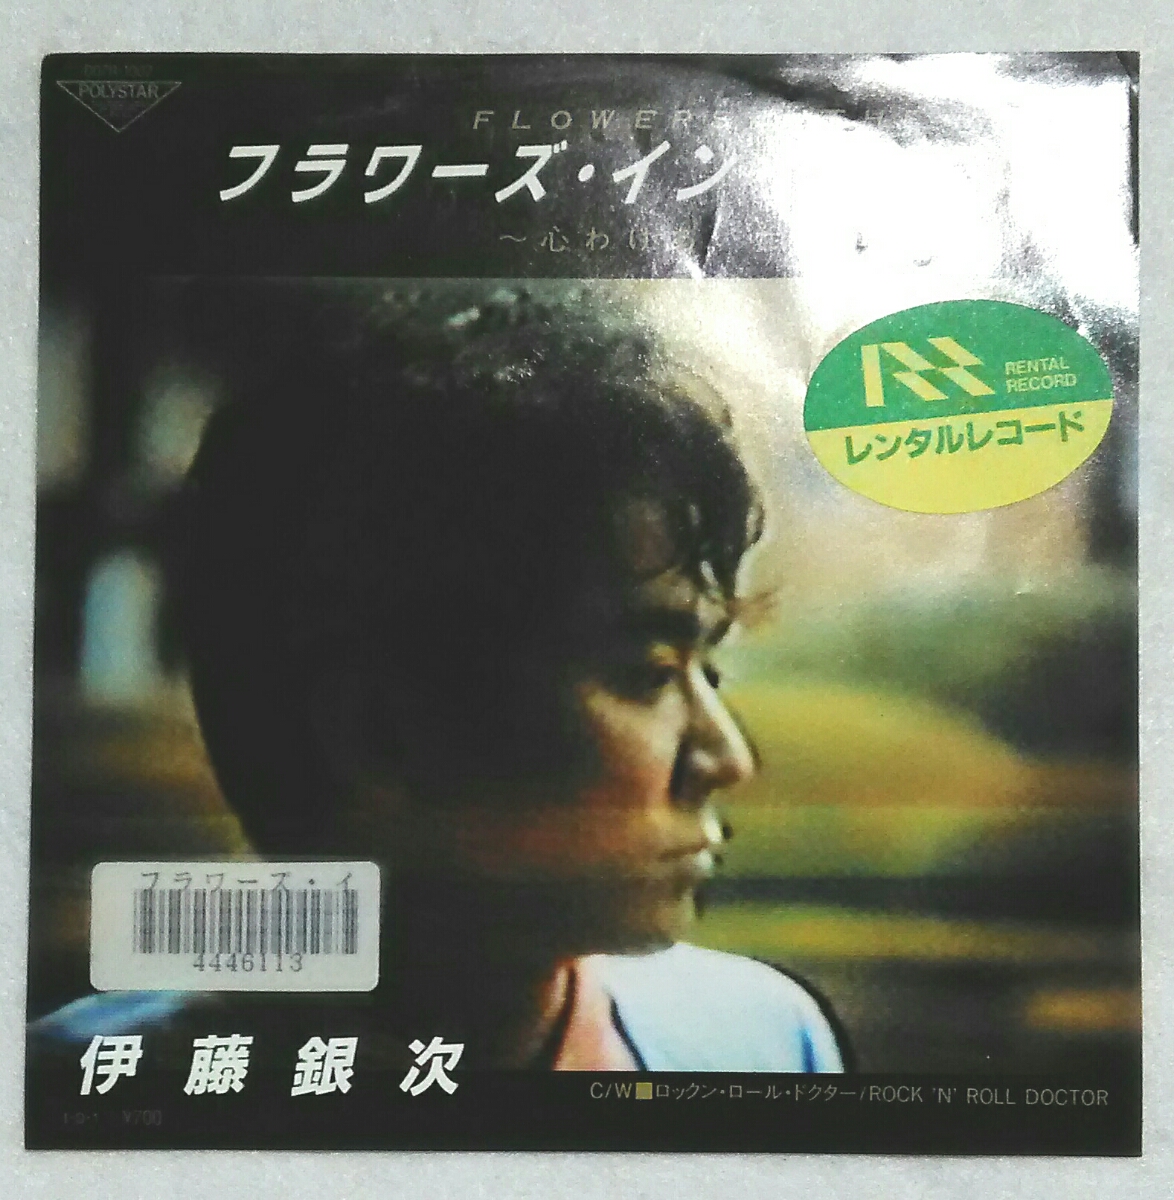 POLYSTAR
FLOWERS
フラワーズ・イン
〜心わけ
RENTAL
RECORD
レンタルレコード
フラワーズ・イ
4446113
伊藤銀次
C/W■ロックン・ロール・ドクター/ROCK 'N' ROLL DOCTOR
¥700